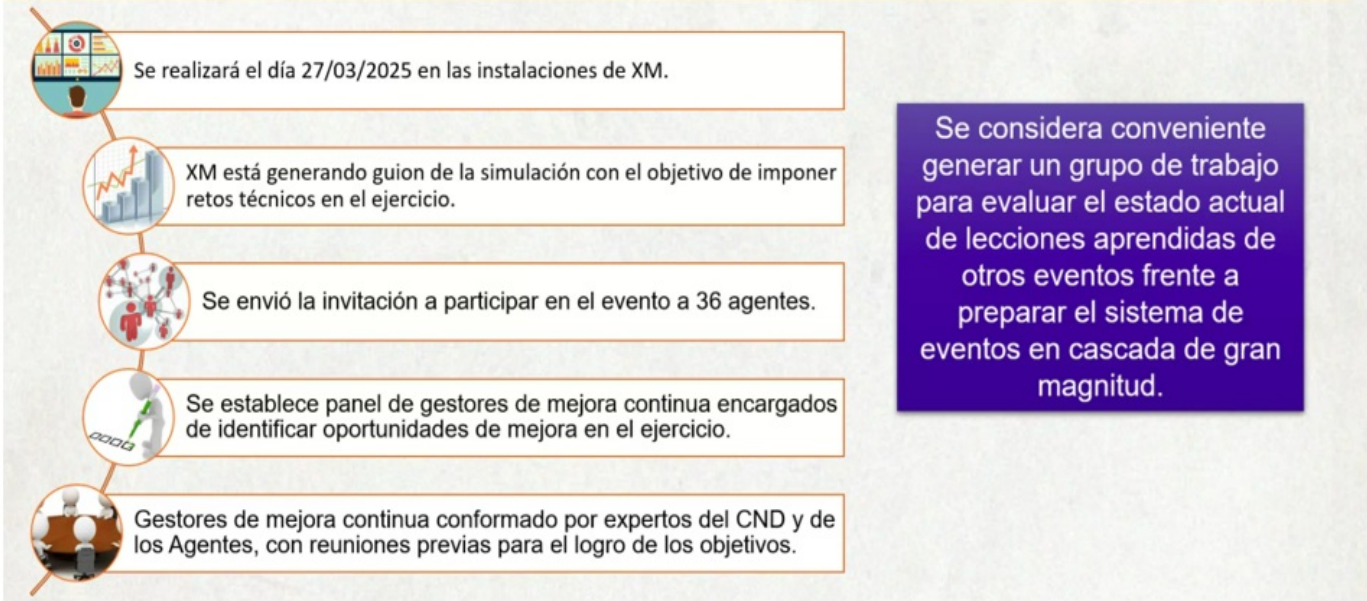 Se realizará el día 27/03/2025 en las instalaciones de XM.
XM está generando guion de la simulación con el objetivo de imponer
retos técnicos en el ejercicio.
Se envió la invitación a participar en el evento a 36 agentes.
Se establece panel de gestores de mejora continua encargados
de identificar oportunidades de mejora en el ejercicio.
Gestores de mejora continua conformado por expertos del CND y de
los Agentes, con reuniones previas para el logro de los objetivos.
Se considera conveniente
generar un grupo de trabajo
para evaluar el estado actual
de lecciones aprendidas de
otros eventos frente a
preparar el sistema de
eventos en cascada de gran
magnitud.